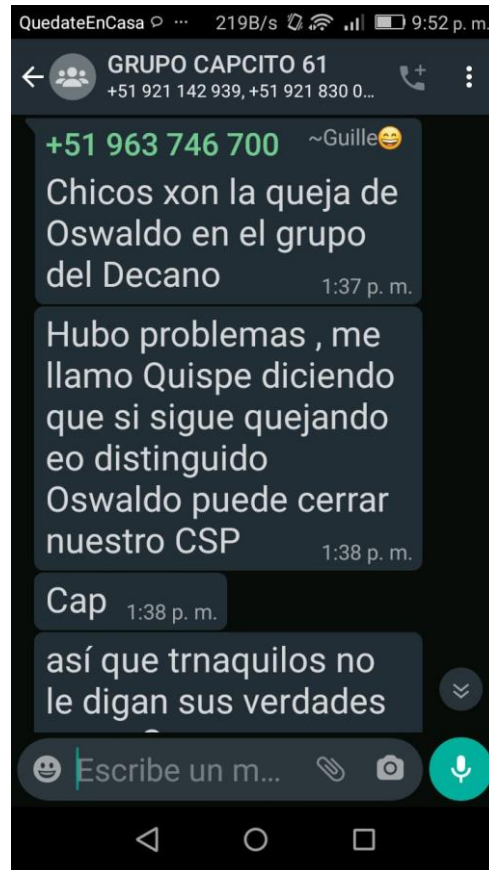 QuedateEnCasa ... 219B/s 9:52 p. m.
GRUPO CAPCITO 61
+51 921 142 939, +51 921 830 0...
+51 963 746 700 ~Guille😄
Chicos xon la queja de
Oswaldo en el grupo
del Decano
1:37 p. m.
Hubo problemas , me
llamo Quispe diciendo
que si sigue quejando
eo distinguido
Oswaldo puede cerrar
nuestro CSP
1:38 p. m.
Cap 1:38 p. m.
así que trnaquilos no
le digan sus verdades
Escribe un m...